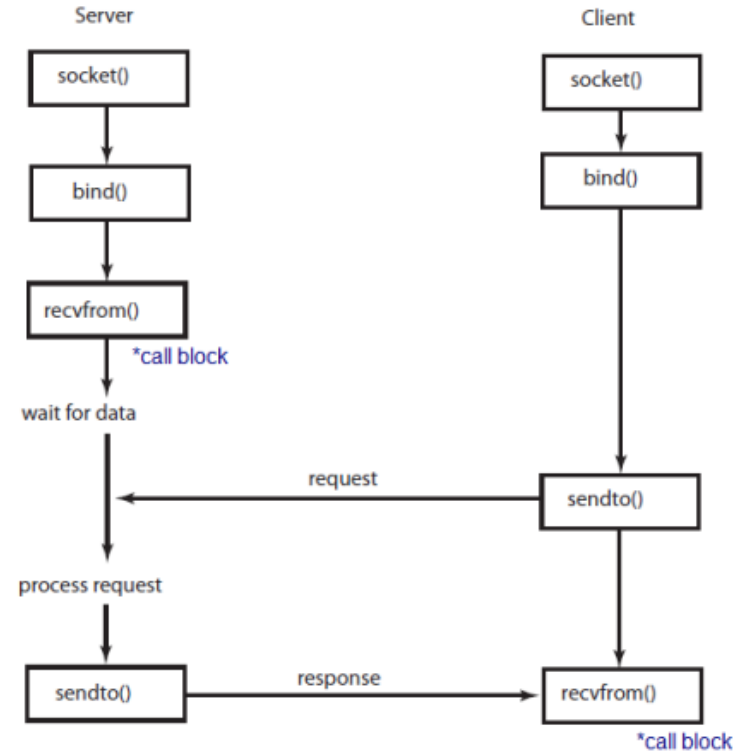 Server
Client
socket()
socket()
bind()
bind()
recvfrom()
*call block
wait for data
request
sendto()
process request
sendto()
response
recvfrom()
*call block